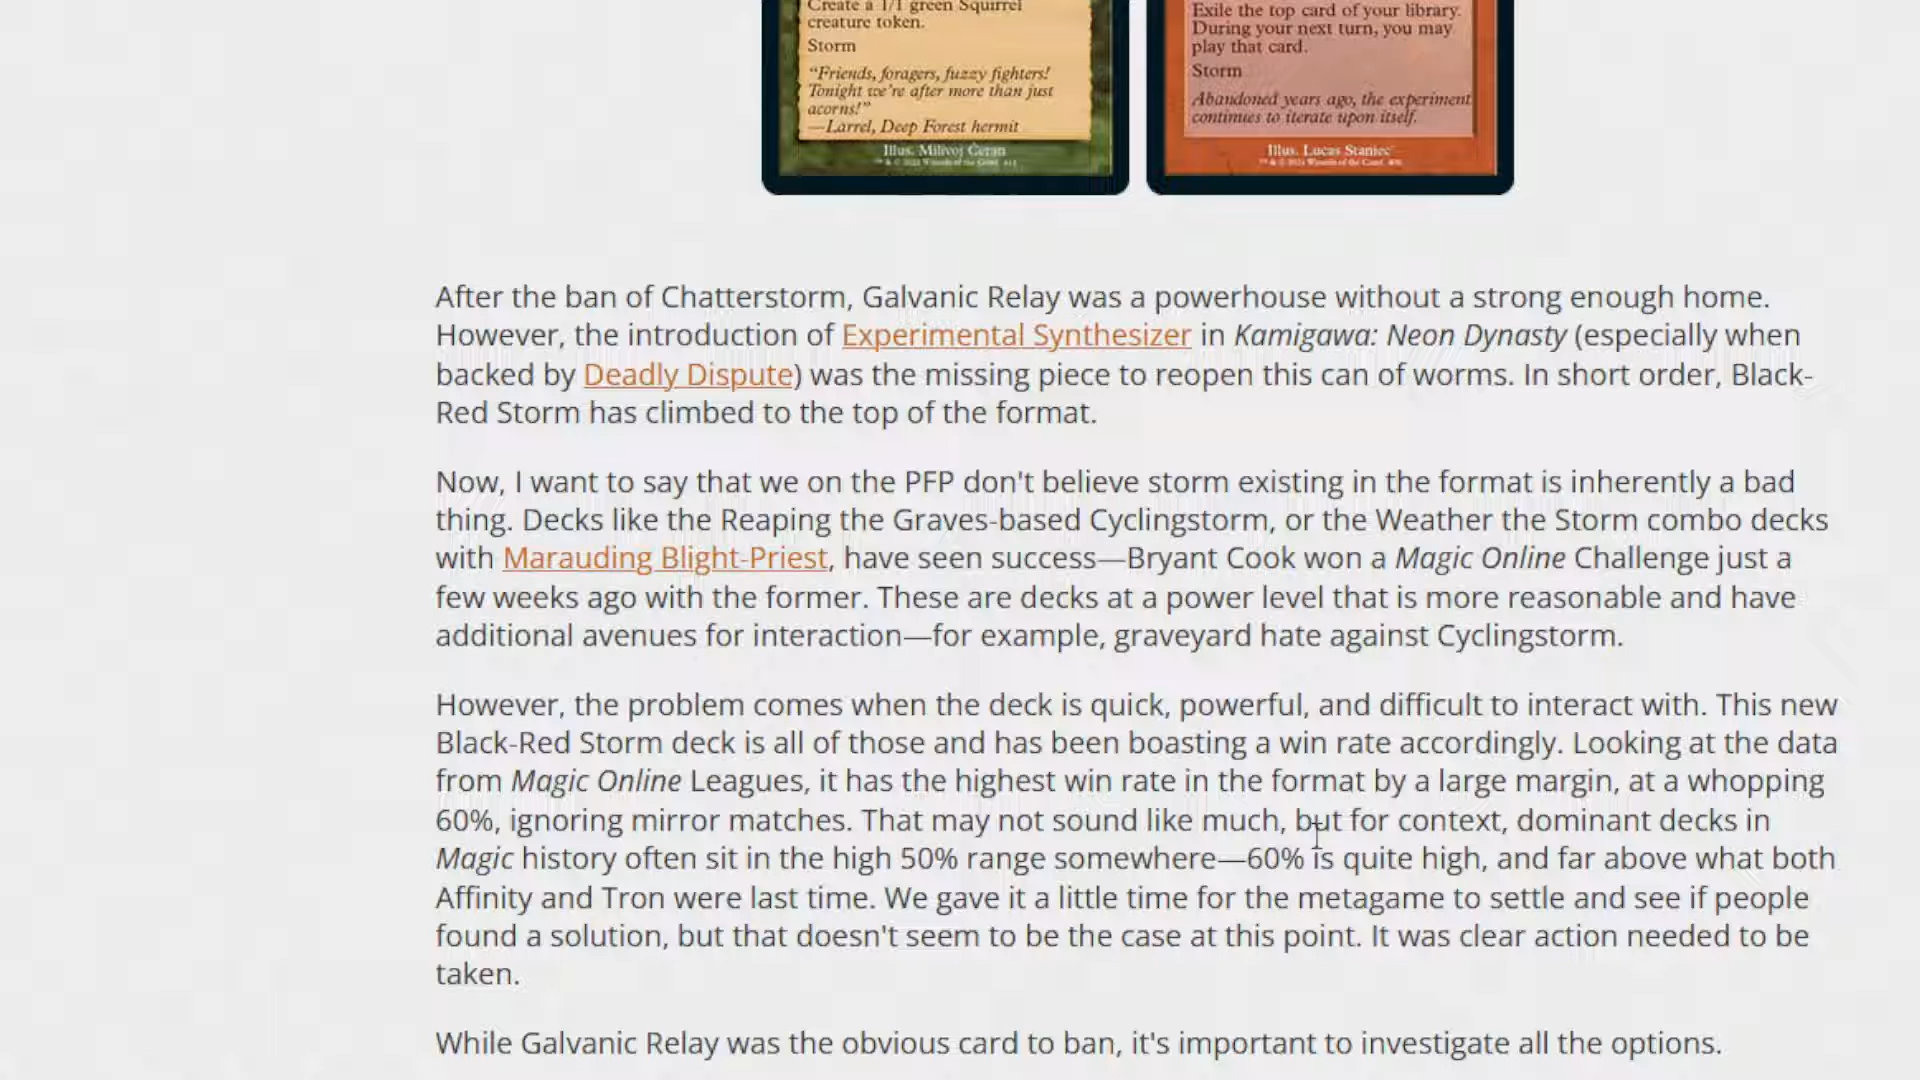 Create a 1/1 green Squirrel
creature token.
Storm
"Friends, foragers, fuzzy fighters!
Tonight we're after more than just
acorns!"
—Larrel, Deep Forest hermit
Illus. Milivoj Ćeran
Exile the top card of your library.
During your next turn, you may
play that card.
Storm
Abandoned years ago, the experiment
continues to iterate upon itself.
Illus. Lucas Staniec
After the ban of Chatterstorm, Galvanic Relay was a powerhouse without a strong enough home.
However, the introduction of Experimental Synthesizer in Kamigawa: Neon Dynasty (especially when
backed by Deadly Dispute) was the missing piece to reopen this can of worms. In short order, Black-
Red Storm has climbed to the top of the format.
Now, I want to say that we on the PFP don't believe storm existing in the format is inherently a bad
thing. Decks like the Reaping the Graves-based Cyclingstorm, or the Weather the Storm combo decks
with Marauding Blight-Priest, have seen success—Bryant Cook won a Magic Online Challenge just a
few weeks ago with the former. These are decks at a power level that is more reasonable and have
additional avenues for interaction—for example, graveyard hate against Cyclingstorm.
However, the problem comes when the deck is quick, powerful, and difficult to interact with. This new
Black-Red Storm deck is all of those and has been boasting a win rate accordingly. Looking at the data
from Magic Online Leagues, it has the highest win rate in the format by a large margin, at a whopping
60%, ignoring mirror matches. That may not sound like much, but for context, dominant decks in
Magic history often sit in the high 50% range somewhere—60% is quite high, and far above what both
Affinity and Tron were last time. We gave it a little time for the metagame to settle and see if people
found a solution, but that doesn't seem to be the case at this point. It was clear action needed to be
taken.
While Galvanic Relay was the obvious card to ban, it's important to investigate all the options.